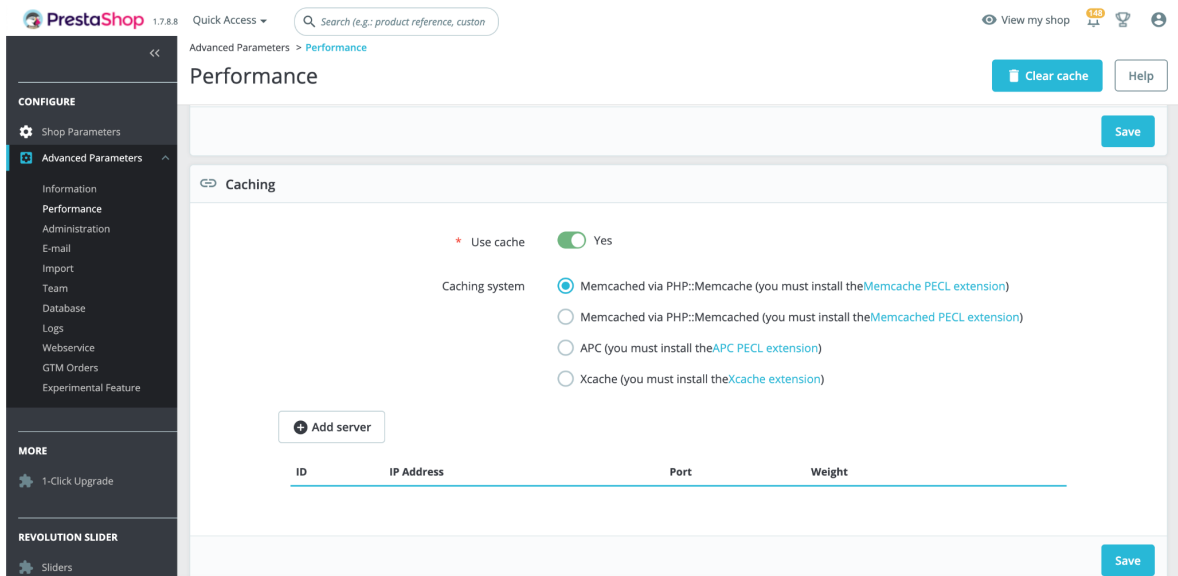 PrestaShop 1.7.8.8 Quick Access Search (e.g.: product reference, custon View my shop 148
Advanced Parameters > Performance
Performance
Clear cache Help
CONFIGURE
Shop Parameters
Advanced Parameters
Information
Performance
Administration
E-mail
Import
Team
Database
Logs
Webservice
GTM Orders
Experimental Feature
MORE
1-Click Upgrade
REVOLUTION SLIDER
Sliders
Save
Caching
* Use cache Yes
Caching system Memcached via PHP::Memcache (you must install theMemcache PECL extension)
Memcached via PHP::Memcached (you must install theMemcached PECL extension)
APC (you must install theAPC PECL extension)
Xcache (you must install theXcache extension)
Add server
ID IP Address Port Weight
Save